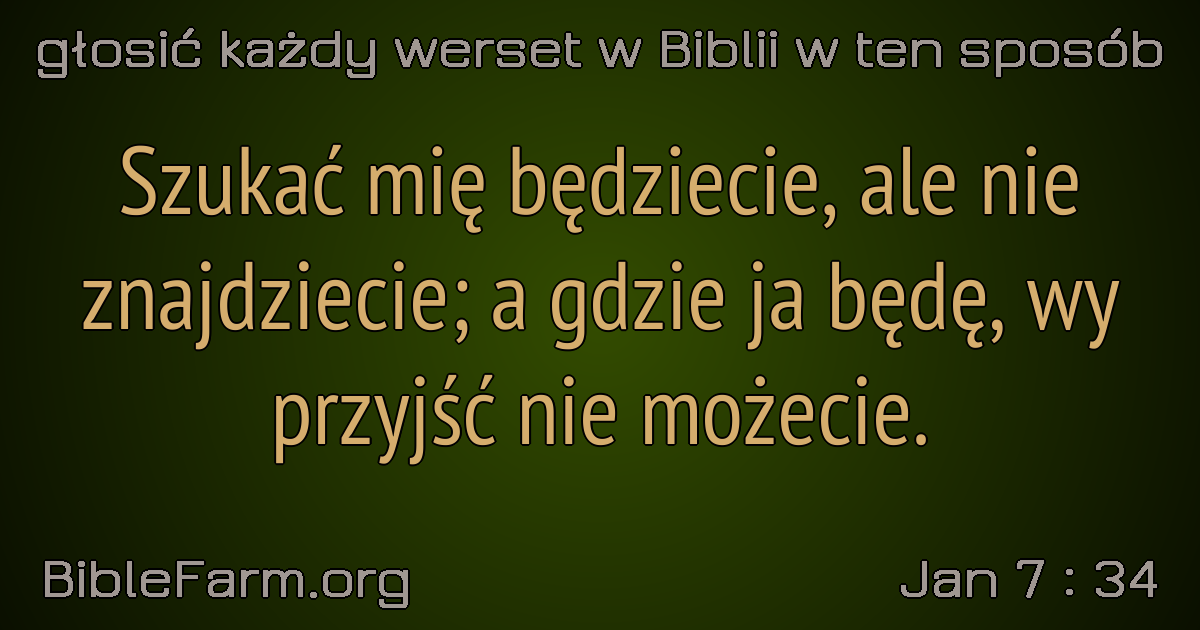 głosić każdy werset w Biblii w ten sposób
Szukać mię będziecie, ale nie
znajdziecie; a gdzie ja będę, wy
przyjść nie możecie.
BibleFarm.org
Jan 7 : 34